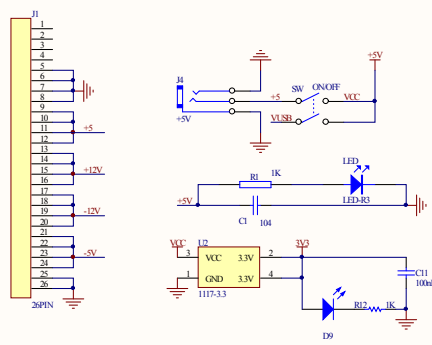 J1
1
2
3
4
5
6
7
8
9
10
11
12
13
14
15
16
17
18
19
20
21
22
23
24
25
26
26PIN
+5
+12V
-12V
-5V
J4
+5V
+5
SW
ON/OFF
VCC
VUSB
+5V
R1
1K
LED
LED-R3
+5V
C1
104
VCC
U2
3
VCC
3.3V
2
1
GND
3.3V
4
1117-3.3
3V3
C11
100nF
R12
1K
D9